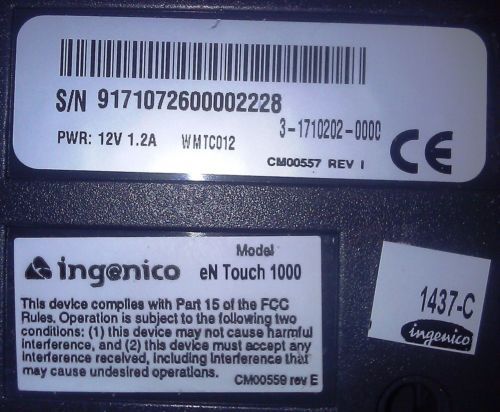 S/N 9171072600002228
3-1710202-0000
PWR: 12V 1.2A WMTC012
CM00557 REV I
CE
Model
ingenico eN Touch 1000
This device complies with Part 15 of the FCC
Rules. Operation is subject to the following two
conditions: (1) this device may not cause harmful
interference, and (2) this device must accept any
interference received, including interference that
may cause undesired operations.
CM00559 rev E
1437-C
ingenico